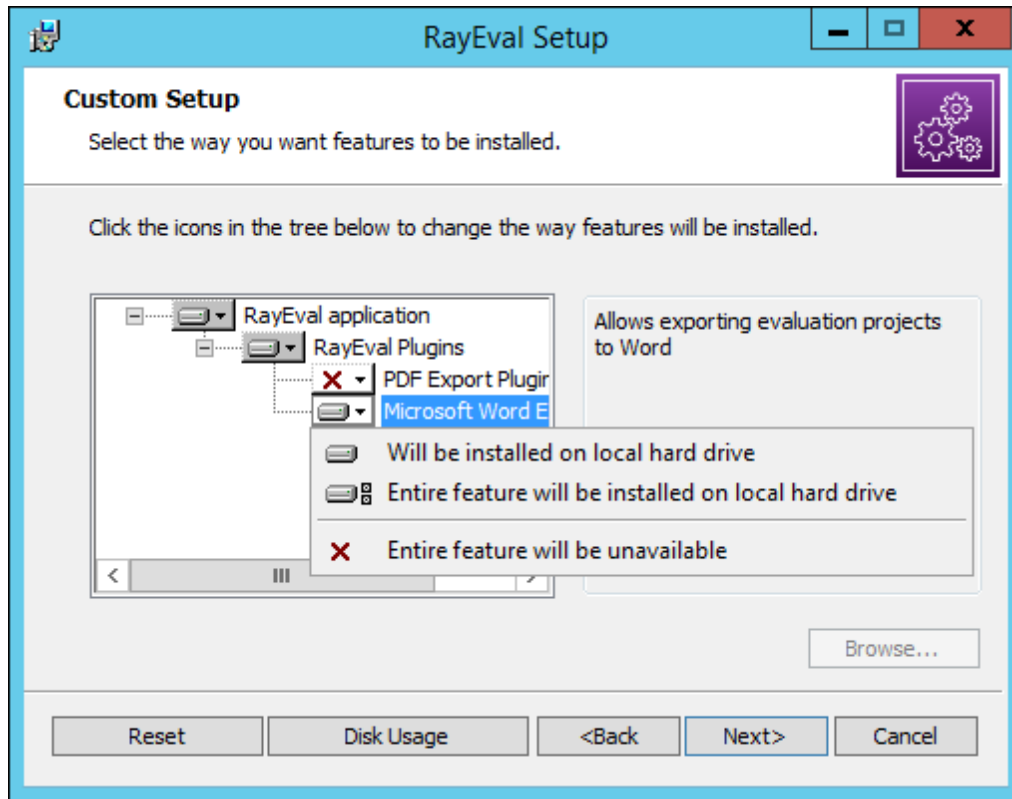 RayEval Setup
Custom Setup
Select the way you want features to be installed.
Click the icons in the tree below to change the way features will be installed.
RayEval application
RayEval Plugins
PDF Export Plugin
Microsoft Word E
Allows exporting evaluation projects
to Word
Will be installed on local hard drive
Entire feature will be installed on local hard drive
Entire feature will be unavailable
Browse...
Reset
Disk Usage
<Back
Next>
Cancel